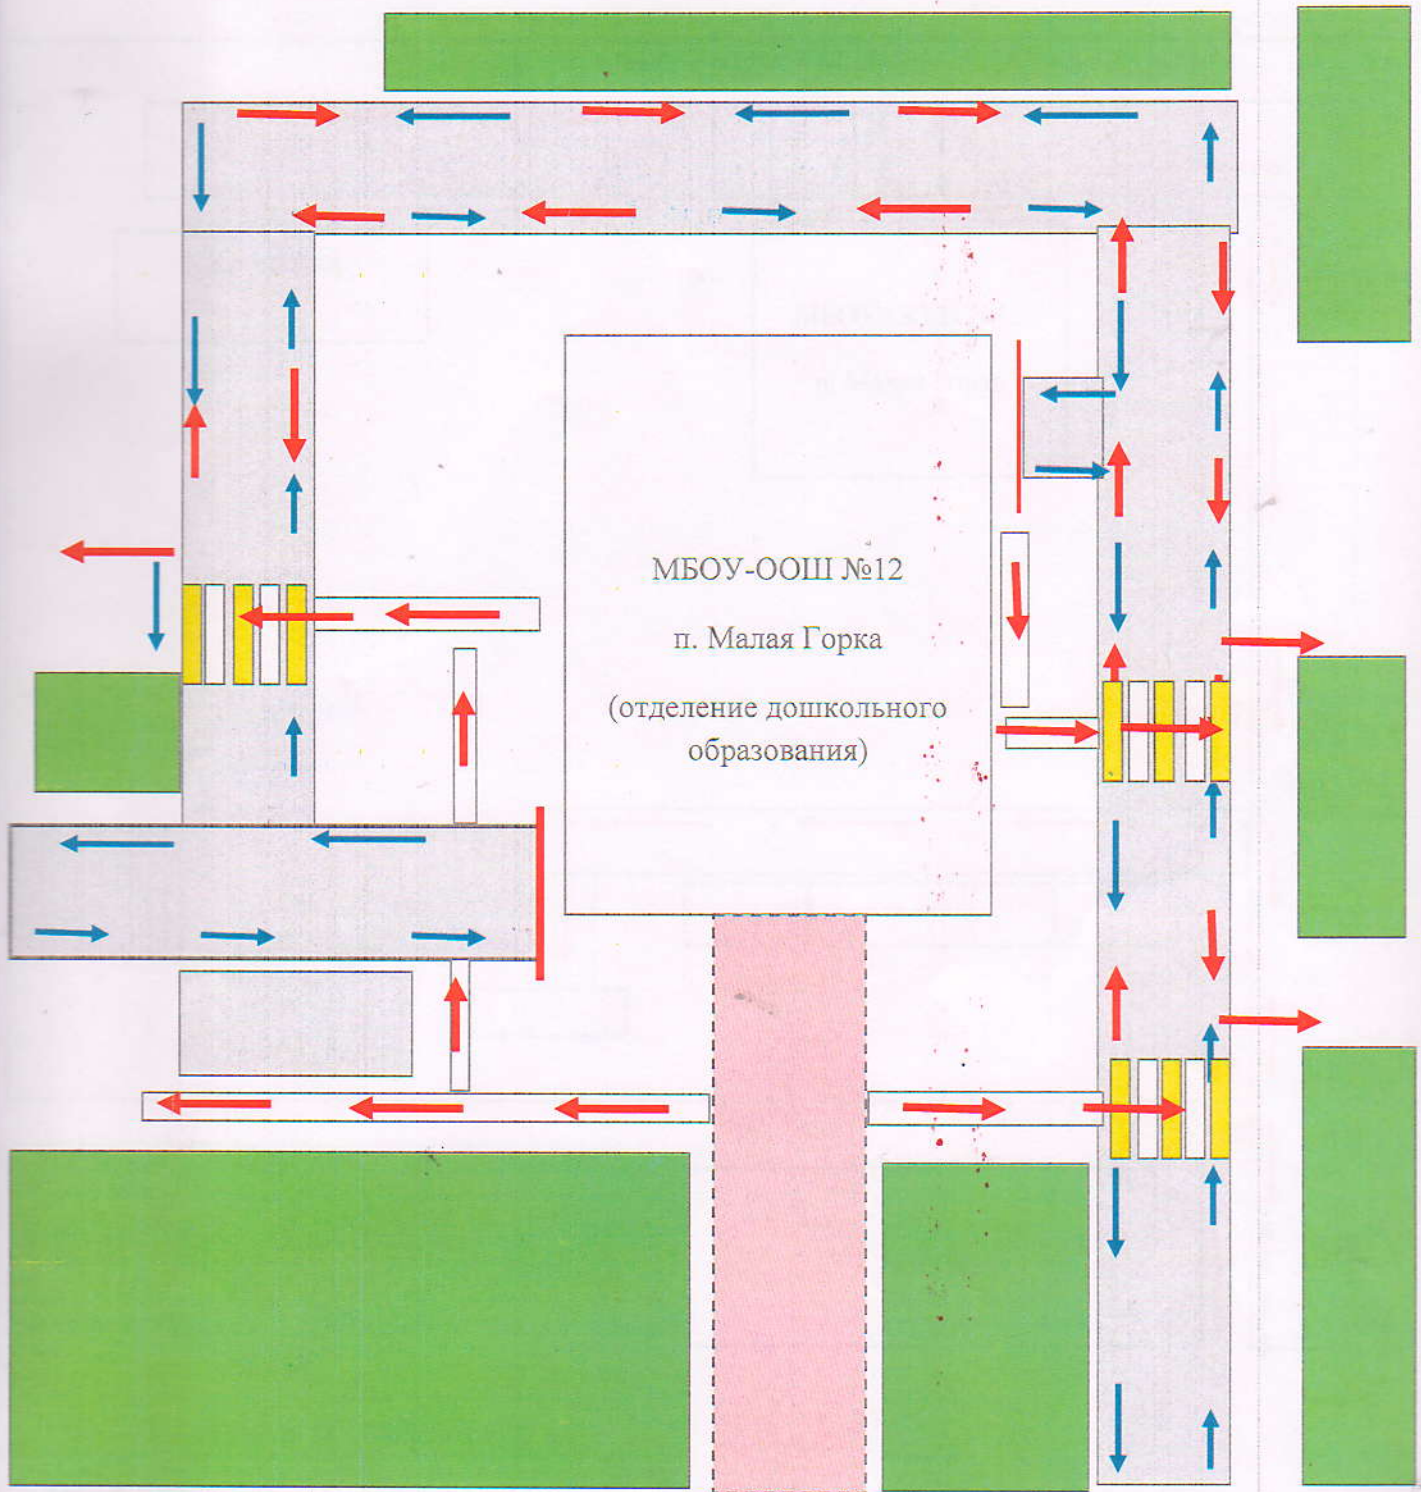 МБОУ-ООШ №12
п. Малая Горка
(отделение дошкольного
образования)